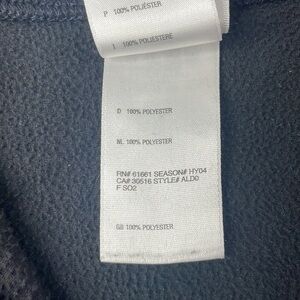 P 100% POLIÉSTER
I 100% POLIESTERE
D 100% POLYESTER
NL 100% POLYESTER
RN# 61661 SEASON# HY04
CA# 30516 STYLE# ALD0
F SO2
GB 100% POLYESTER